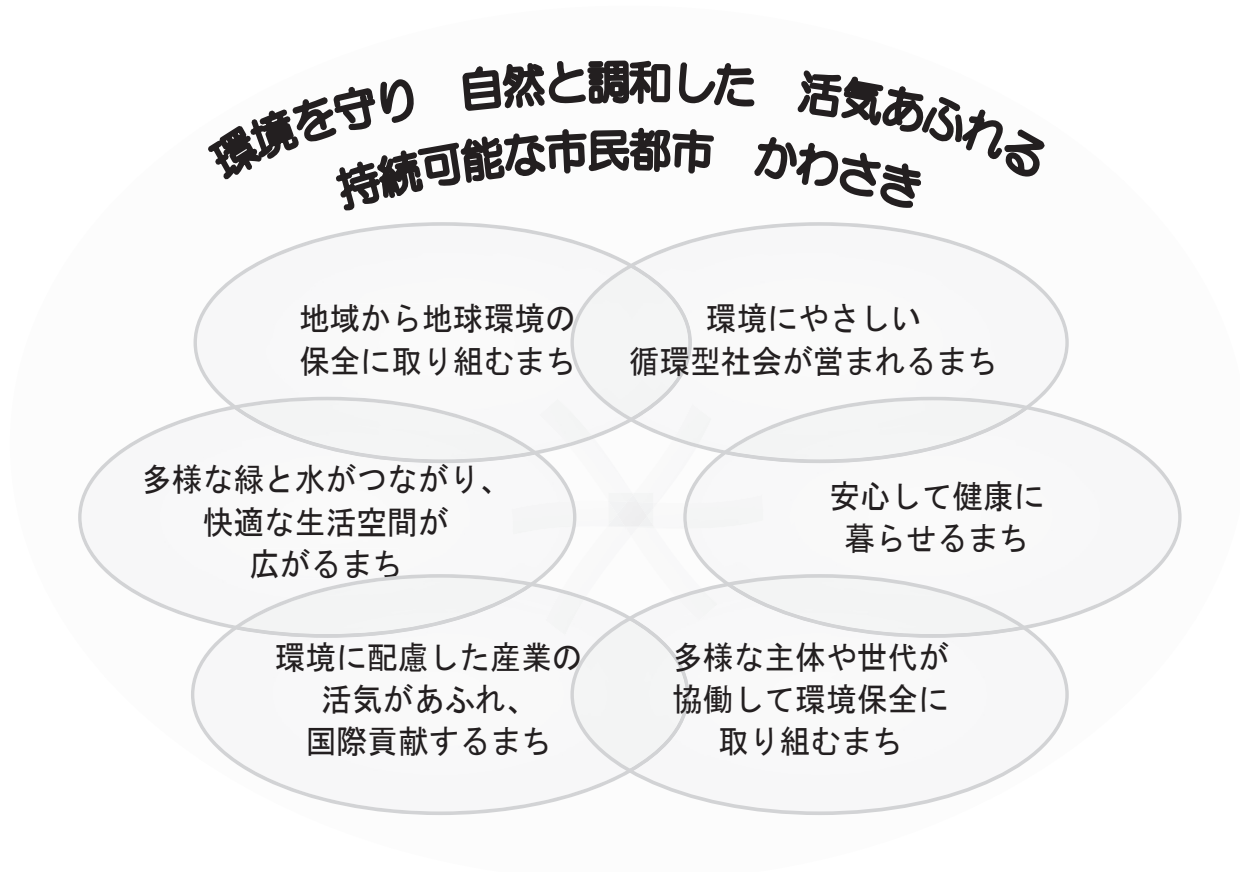 環境を守り　自然と調和した　活気あふれる
持続可能な市民都市　かわさき
地域から地球環境の
保全に取り組むまち
環境にやさしい
循環型社会が営まれるまち
多様な緑と水がつながり、
快適な生活空間が
広がるまち
安心して健康に
暮らせるまち
環境に配慮した産業の
活気があふれ、
国際貢献するまち
多様な主体や世代が
協働して環境保全に
取り組むまち